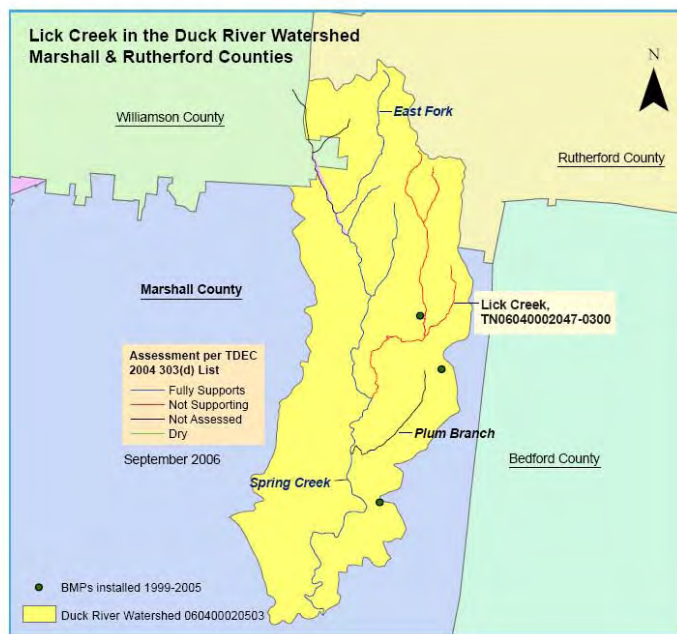 Lick Creek in the Duck River Watershed
Marshall & Rutherford Counties
N
East Fork
Williamson County
Rutherford County
Marshall County
Lick Creek,
TN06040002047-0300
Assessment per TDEC
2004 303(d) List
Fully Supports
Not Supporting
Not Assessed
Dry
September 2006
Plum Branch
Bedford County
Spring Creek
BMPs installed 1999-2005
Duck River Watershed 060400020503